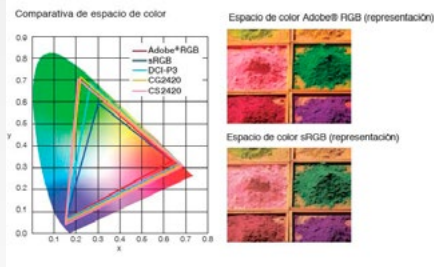 Comparativa de espacio de color
0.9
0.8
0.7
0.6
0.5
0.4
0.3
0.2
0.1
0.0
y
0.1 0.2 0.3 0.4 0.5 0.6 0.7 0.8
x
Adobe®RGB
sRGB
DCI-P3
CG2420
CS2420
Espacio de color Adobe® RGB (representación)
Espacio de color sRGB (representación)